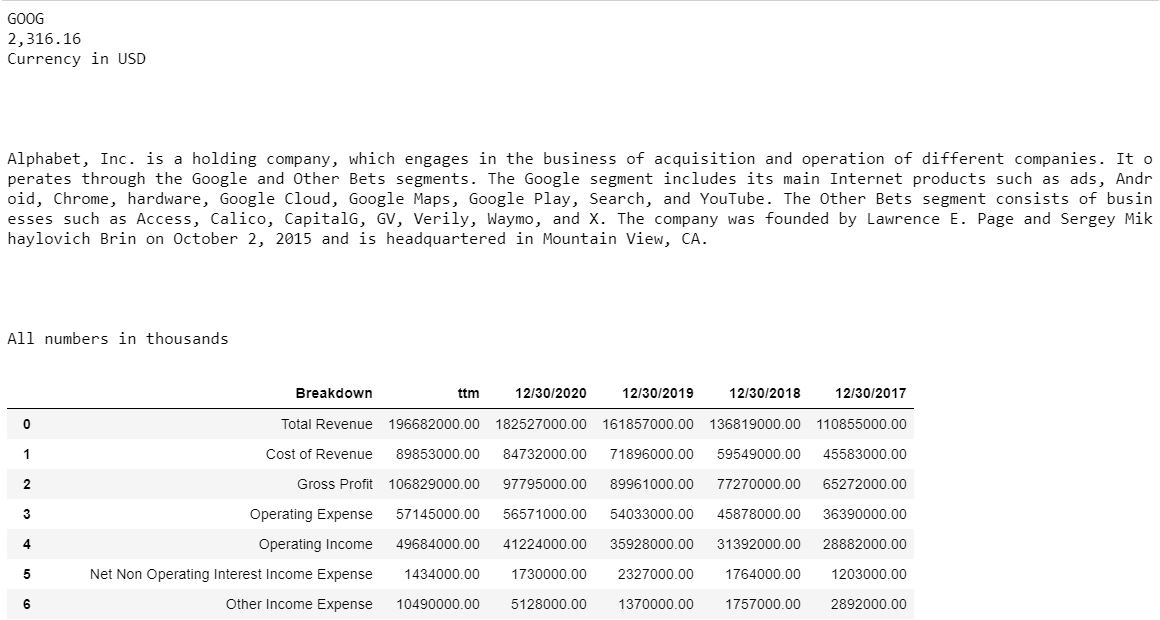 GOOG
2,316.16
Currency in USD
Alphabet, Inc. is a holding company, which engages in the business of acquisition and operation of different companies. It o
perates through the Google and Other Bets segments. The Google segment includes its main Internet products such as ads, Andr
oid, Chrome, hardware, Google Cloud, Google Maps, Google Play, Search, and YouTube. The Other Bets segment consists of busin
esses such as Access, Calico, CapitalG, GV, Verily, Waymo, and X. The company was founded by Lawrence E. Page and Sergey Mik
haylovich Brin on October 2, 2015 and is headquartered in Mountain View, CA.
All numbers in thousands
Breakdown ttm 12/30/2020 12/30/2019 12/30/2018 12/30/2017
0 Total Revenue 196682000.00 182527000.00 161857000.00 136819000.00 110855000.00
1 Cost of Revenue 89853000.00 84732000.00 71896000.00 59549000.00 45583000.00
2 Gross Profit 106829000.00 97795000.00 89961000.00 77270000.00 65272000.00
3 Operating Expense 57145000.00 56571000.00 54033000.00 45878000.00 36390000.00
4 Operating Income 49684000.00 41224000.00 35928000.00 31392000.00 28882000.00
5 Net Non Operating Interest Income Expense 1434000.00 1730000.00 2327000.00 1764000.00 1203000.00
6 Other Income Expense 10490000.00 5128000.00 1370000.00 1757000.00 2892000.00